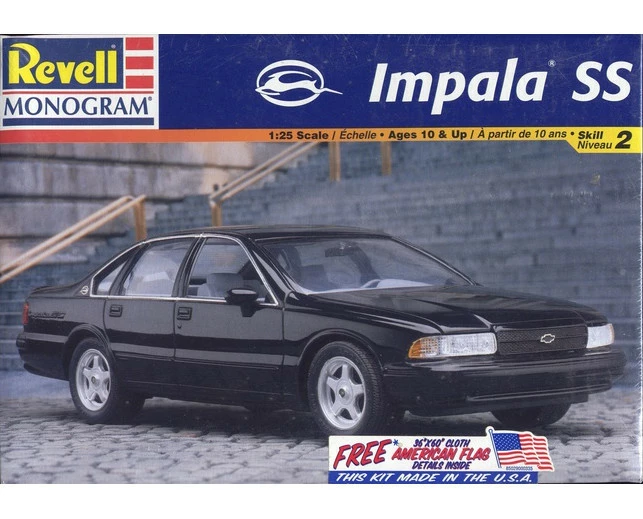 Revell
MONOGRAM®
Impala® SS
1:25 Scale / Échelle • Ages 10 & Up / À partir de 10 ans • Skill
Niveau 2
FREE*
36"X60" CLOTH
AMERICAN FLAG
DETAILS INSIDE
THIS KIT MADE IN THE U.S.A.